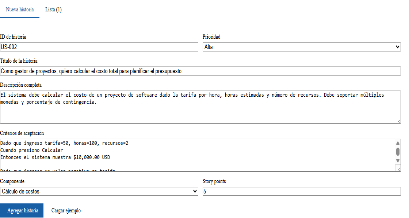 Nueva historia
Lista (1)
ID de historia
Prioridad
US-002
Alta
Título de la historia
Como gestor de proyectos, quiero calcular el costo total para planificar el presupuesto
Descripción completa
El sistema debe calcular el costo de un proyecto de software dado la tarifa por hora, horas estimadas y número de recursos. Debe soportar múltiples
monedas y porcentaje de contingencia.
Criterios de aceptación
Dado que ingreso tarifa=50, horas=100, recursos=2
Cuando presiono Calcular
Entonces el sistema muestra $10,000.00 USD
Componente
Story points
Cálculo de costos
5
Agregar historia
Cargar ejemplo